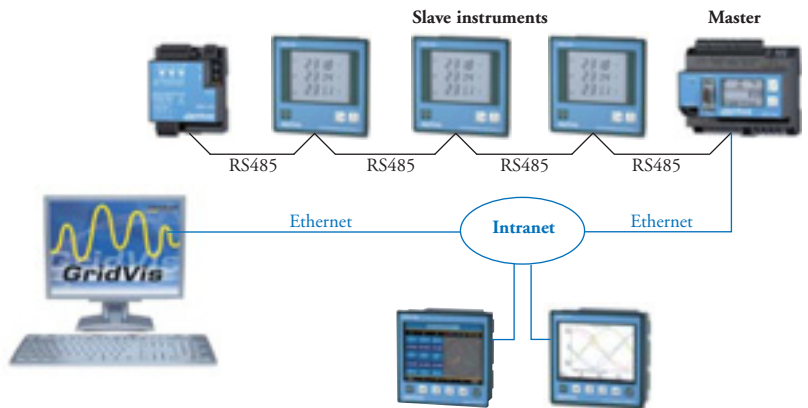 Slave instruments
Master
RS485
RS485
RS485
RS485
Ethernet
Intranet
Ethernet
GridVis